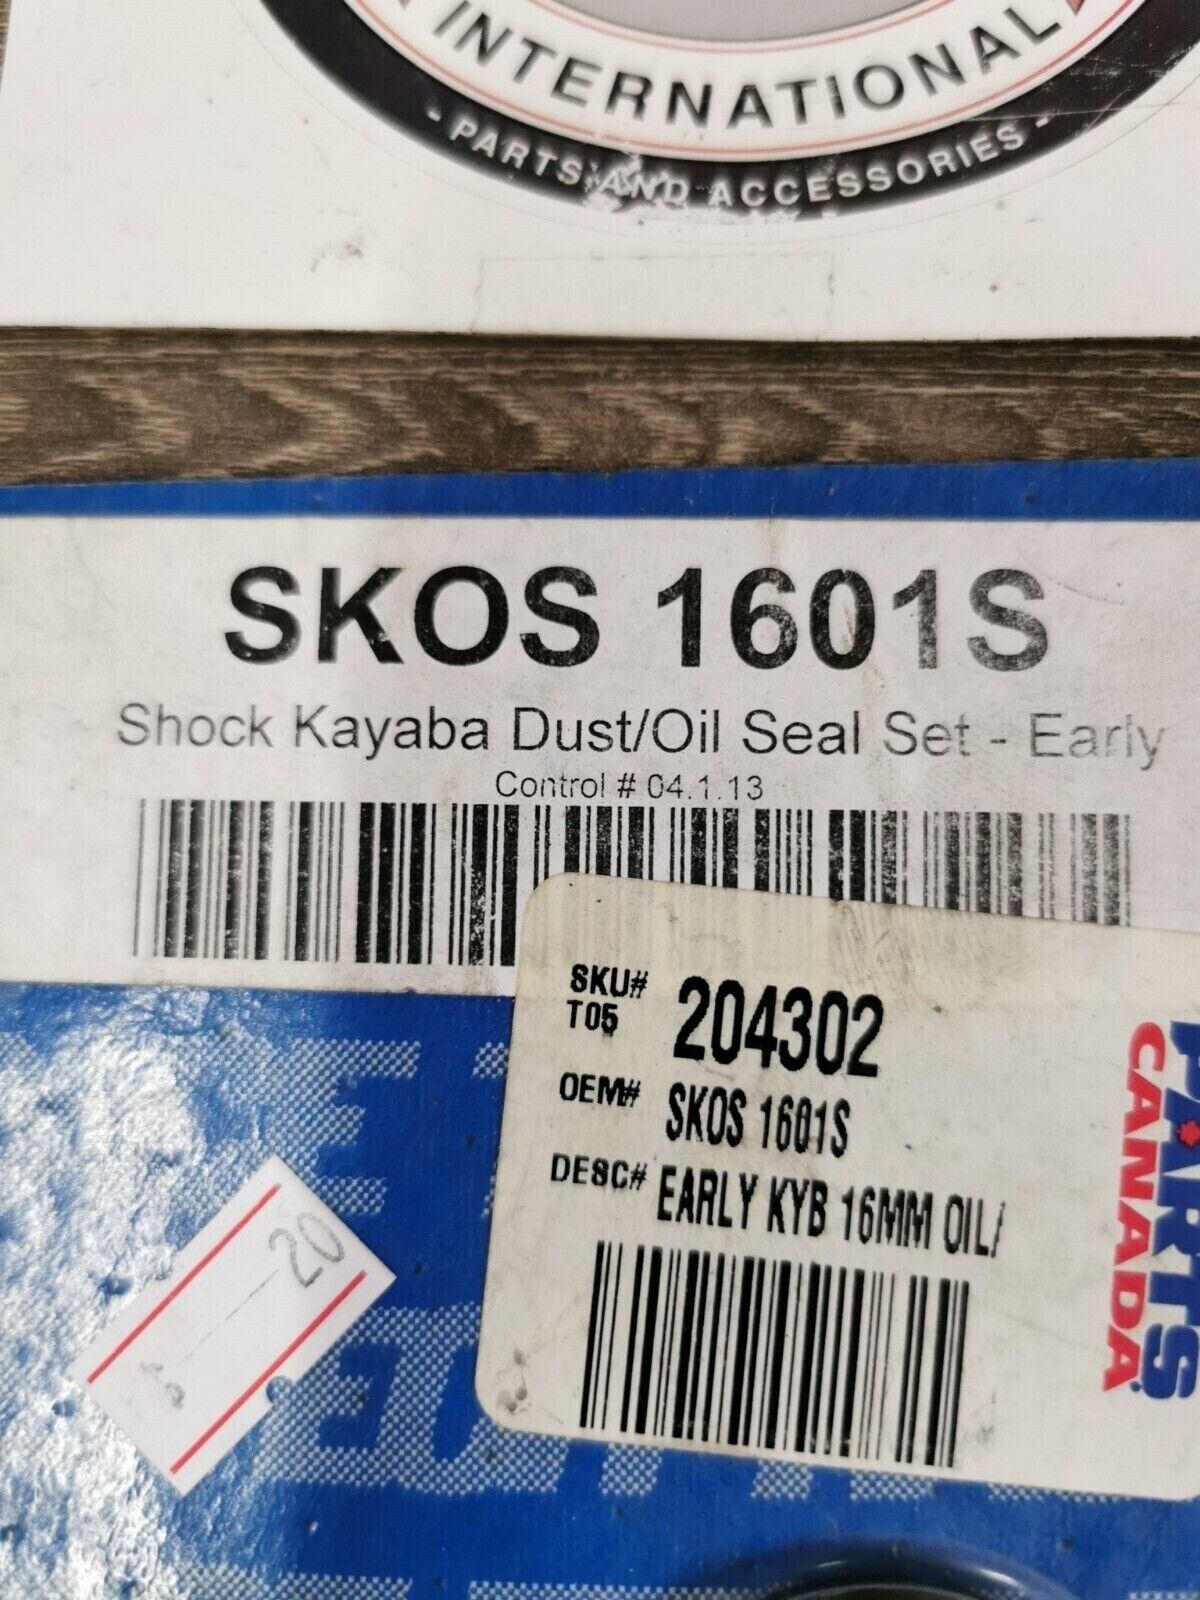 INTERNATIONAL
- PARTS AND ACCESSORIES -
SKOS 1601S
Shock Kayaba Dust/Oil Seal Set - Early
Control # 04.1.13
SKU# 204302
T05
OEM# SKOS 1601S
DESC# EARLY KYB 16MM OIL/
PARTS
CANADA
20